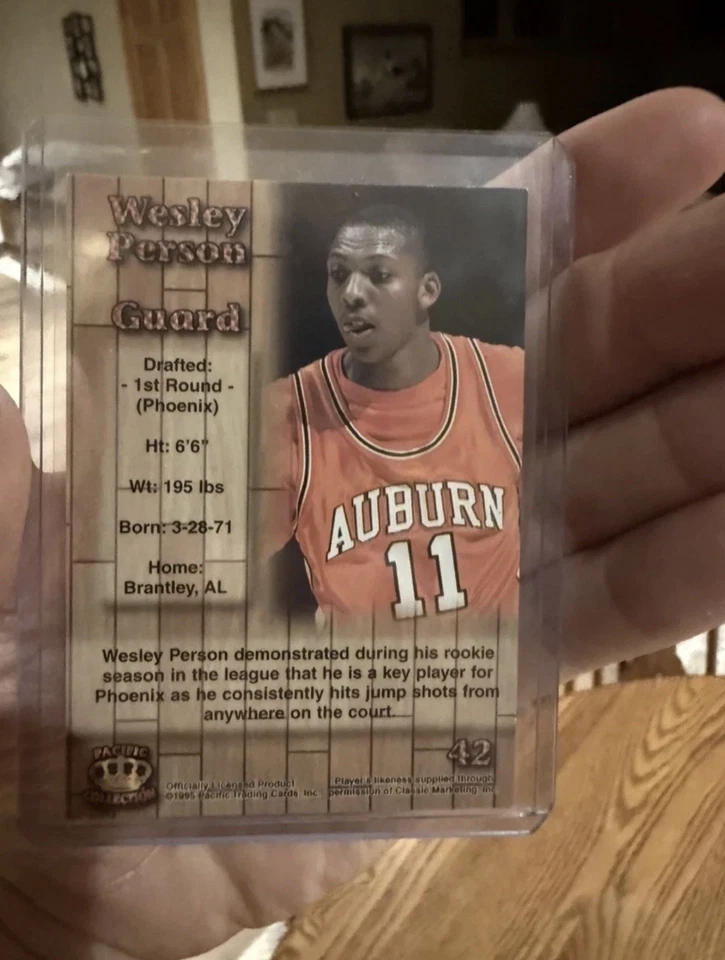 Wesley
Person
Guard
Drafted:
- 1st Round -
(Phoenix)
Ht: 6'6"
Wt: 195 lbs
Born: 3-28-71
Home:
Brantley, AL
AUBURN
11
Wesley Person demonstrated during his rookie
season in the league that he is a key player for
Phoenix as he consistently hits jump shots from
anywhere on the court.
42
PACIFIC
COLLECTION
Officially Licensed Product
©1995 Pacific Trading Cards, Inc.
Player's likeness supplied through
permission of Classic Marketing, Inc.